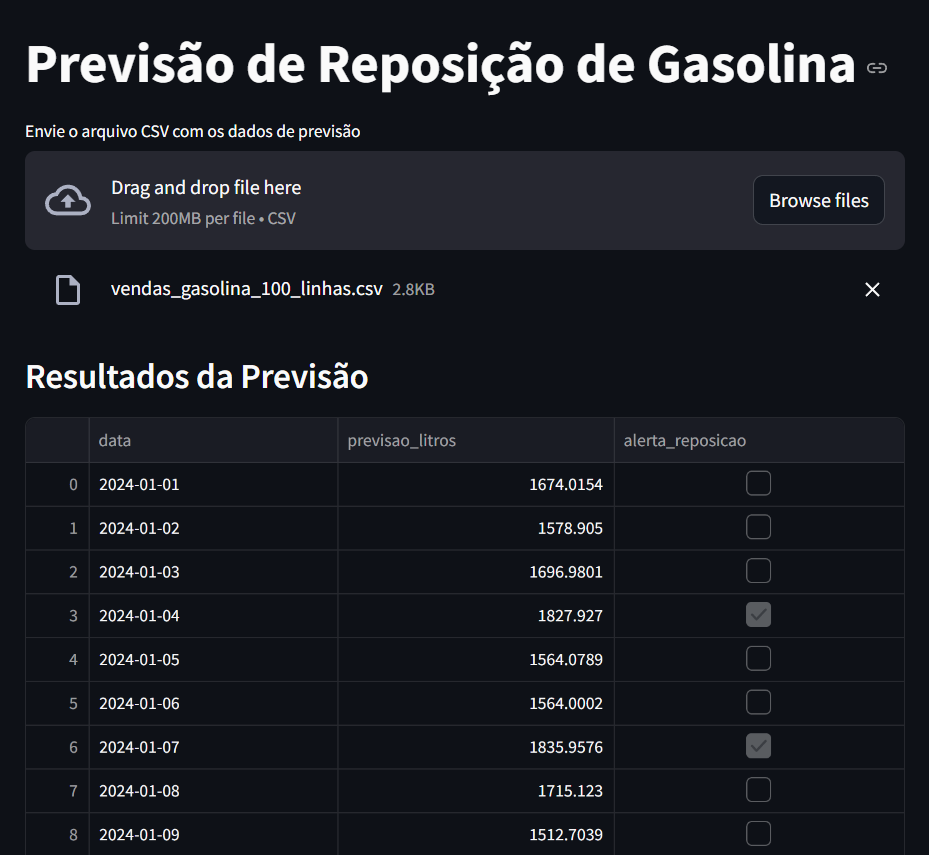 Previsão de Reposição de Gasolina
Envie o arquivo CSV com os dados de previsão
Drag and drop file here
Limit 200MB per file • CSV
Browse files
vendas_gasolina_100_linhas.csv 2.8KB
Resultados da Previsão
data previsao_litros alerta_reposicao
0 2024-01-01 1674.0154
1 2024-01-02 1578.905
2 2024-01-03 1696.9801
3 2024-01-04 1827.927
4 2024-01-05 1564.0789
5 2024-01-06 1564.0002
6 2024-01-07 1835.9576
7 2024-01-08 1715.123
8 2024-01-09 1512.7039